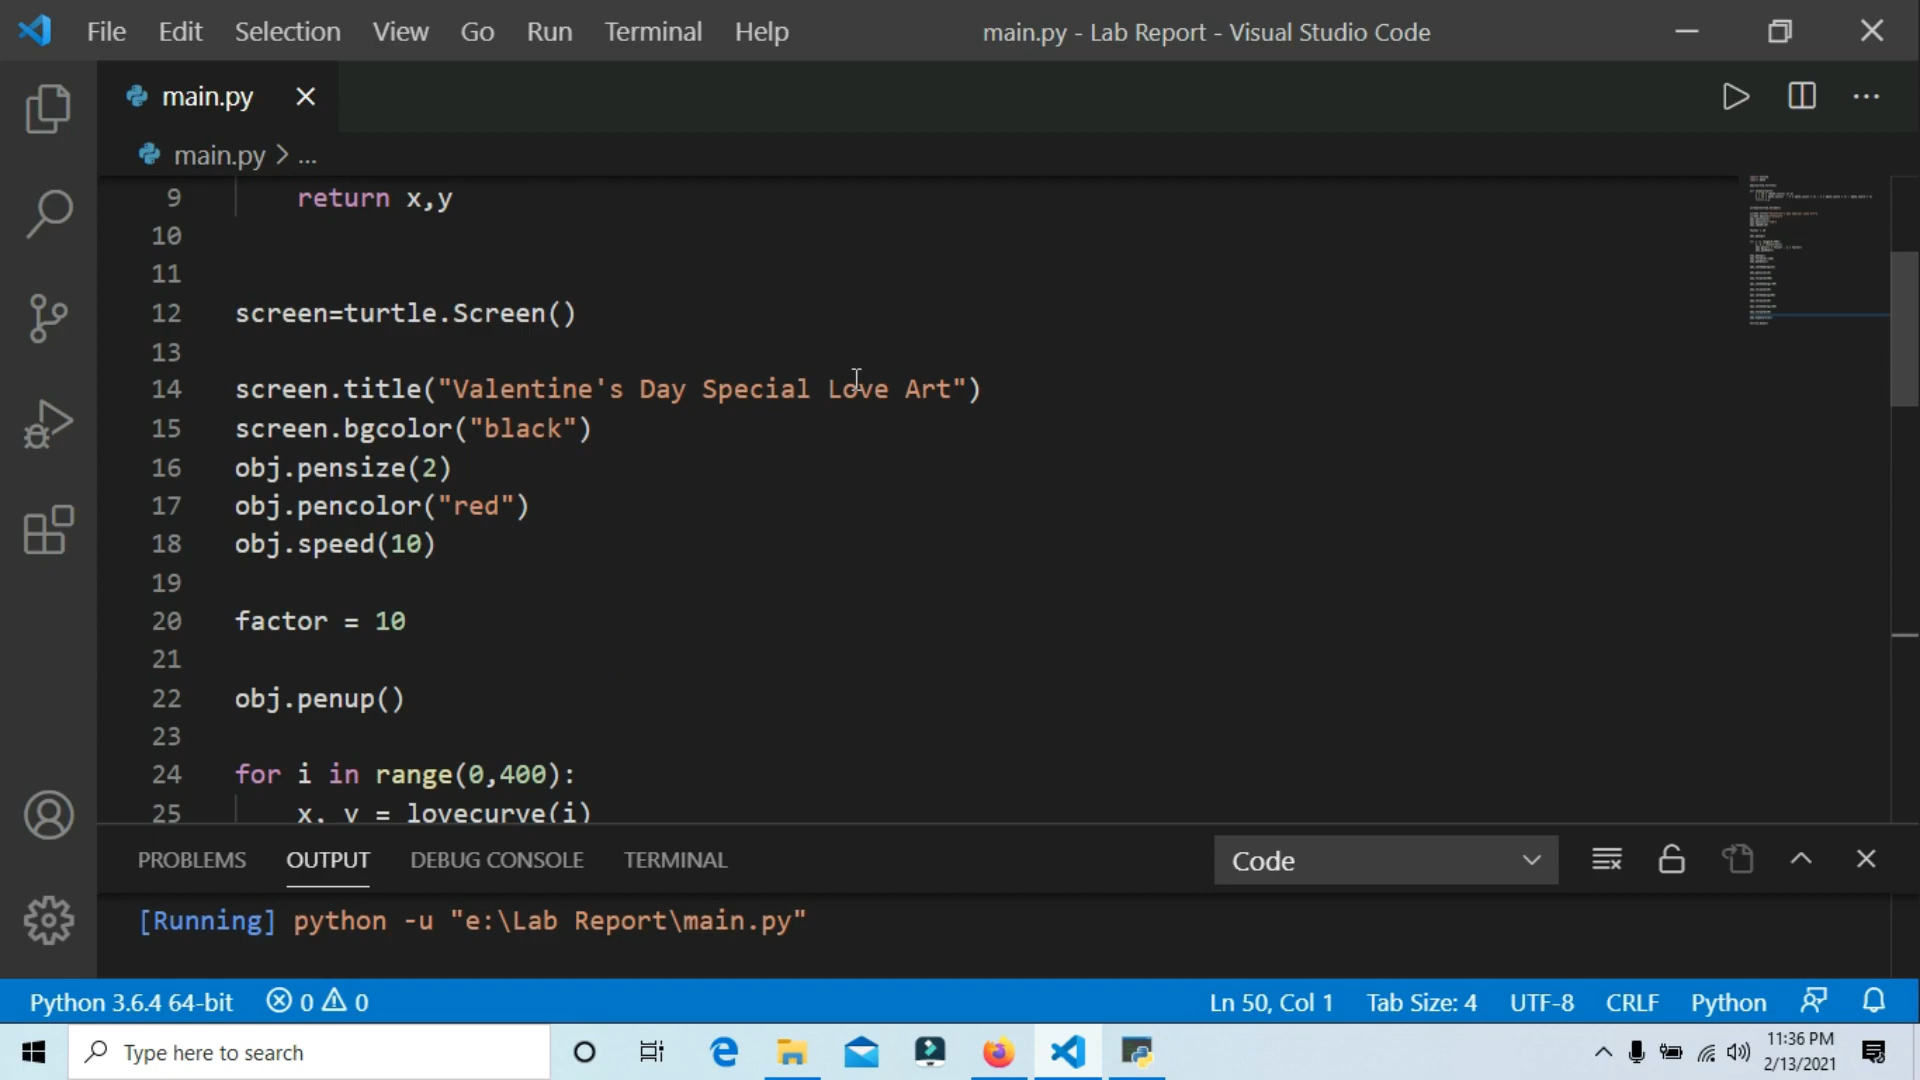 File Edit Selection View Go Run Terminal Help main.py - Lab Report - Visual Studio Code
main.py
main.py > ...
9 return x,y
10
11
12 screen=turtle.Screen()
13
14 screen.title("Valentine's Day Special Love Art")
15 screen.bgcolor("black")
16 obj.pensize(2)
17 obj.pencolor("red")
18 obj.speed(10)
19
20 factor = 10
21
22 obj.penup()
23
24 for i in range(0,400):
25 x, y = lovecurve(i)
PROBLEMS OUTPUT DEBUG CONSOLE TERMINAL Code
[Running] python -u "e:\Lab Report\main.py"
Python 3.6.4 64-bit 0 0 Ln 50, Col 1 Tab Size: 4 UTF-8 CRLF Python
Type here to search
11:36 PM
2/13/2021